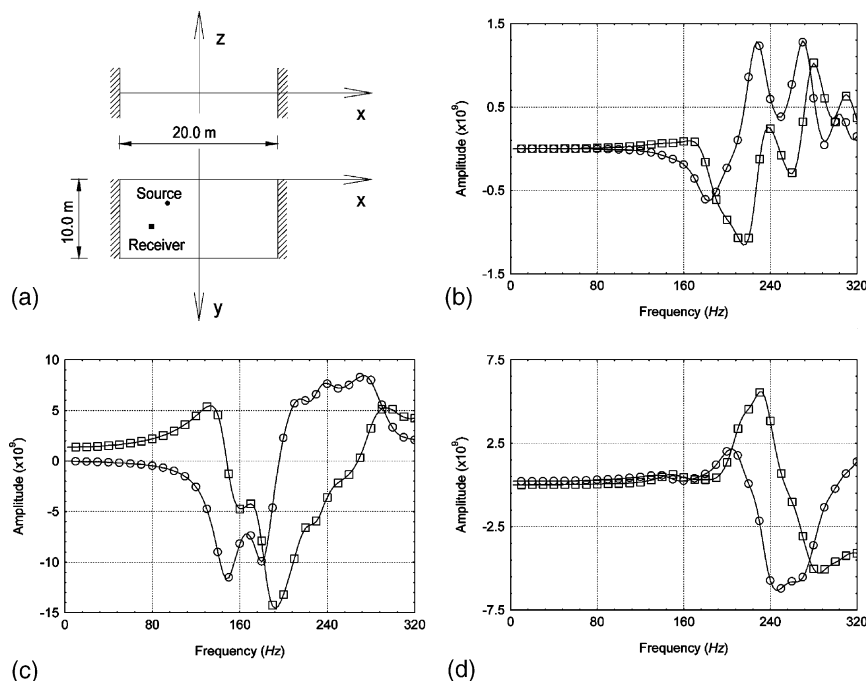 z
x
20.0 m
x
Source
Receiver
10.0 m
y
(a)
1.5
0.5
-0.5
-1.5
Amplitude (x10⁹)
0 80 160 240 320
Frequency (Hz)
(b)
10
5
0
-5
-10
-15
Amplitude (x10⁹)
0 80 160 240 320
Frequency (Hz)
(c)
7.5
2.5
-2.5
-7.5
Amplitude (x10⁹)
0 80 160 240 320
Frequency (Hz)
(d)